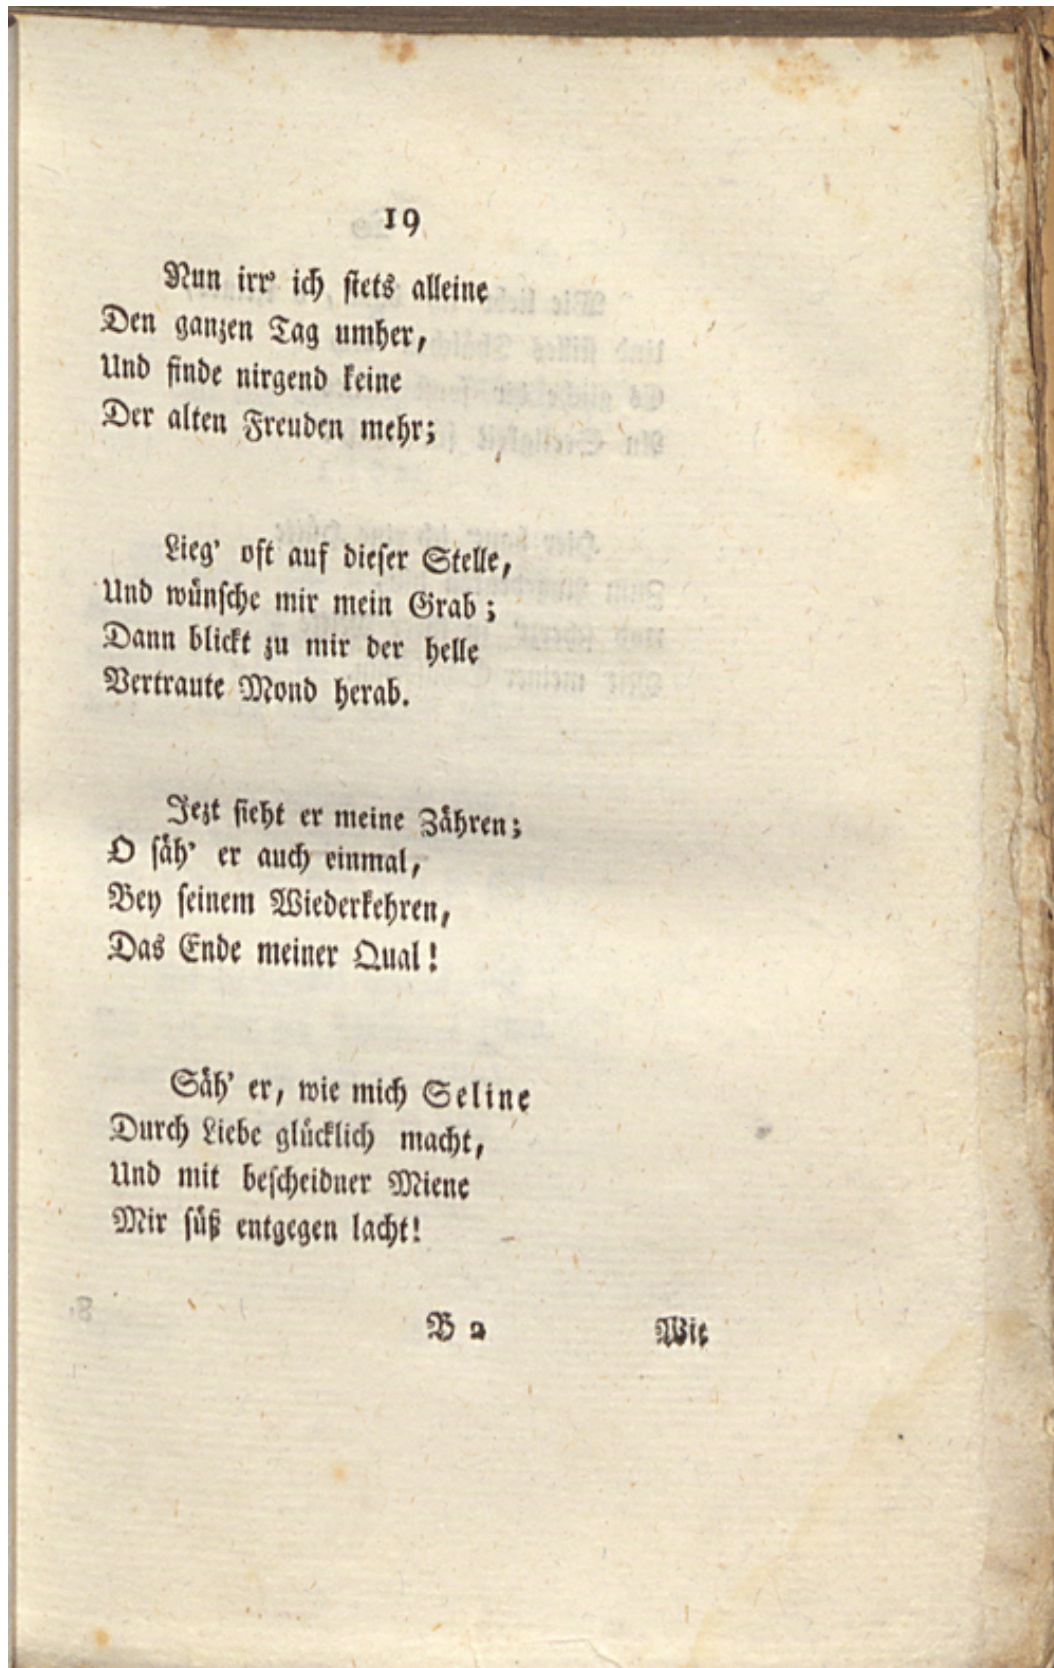 19
Nun irr' ich stets alleine
Den ganzen Tag umher,
Und finde nirgend keine
Der alten Freuden mehr;
Lieg' oft auf dieser Stelle,
Und wünsche mir mein Grab;
Dann blickt zu mir der helle
Vertraute Mond herab.
Jezt sieht er meine Zähren;
O säh' er auch einmal,
Bey seinem Wiederkehren,
Das Ende meiner Qual!
Säh' er, wie mich Seline
Durch Liebe glücklich macht,
Und mit bescheidner Miene
Mir süß entgegen lacht!
B 2 Wie